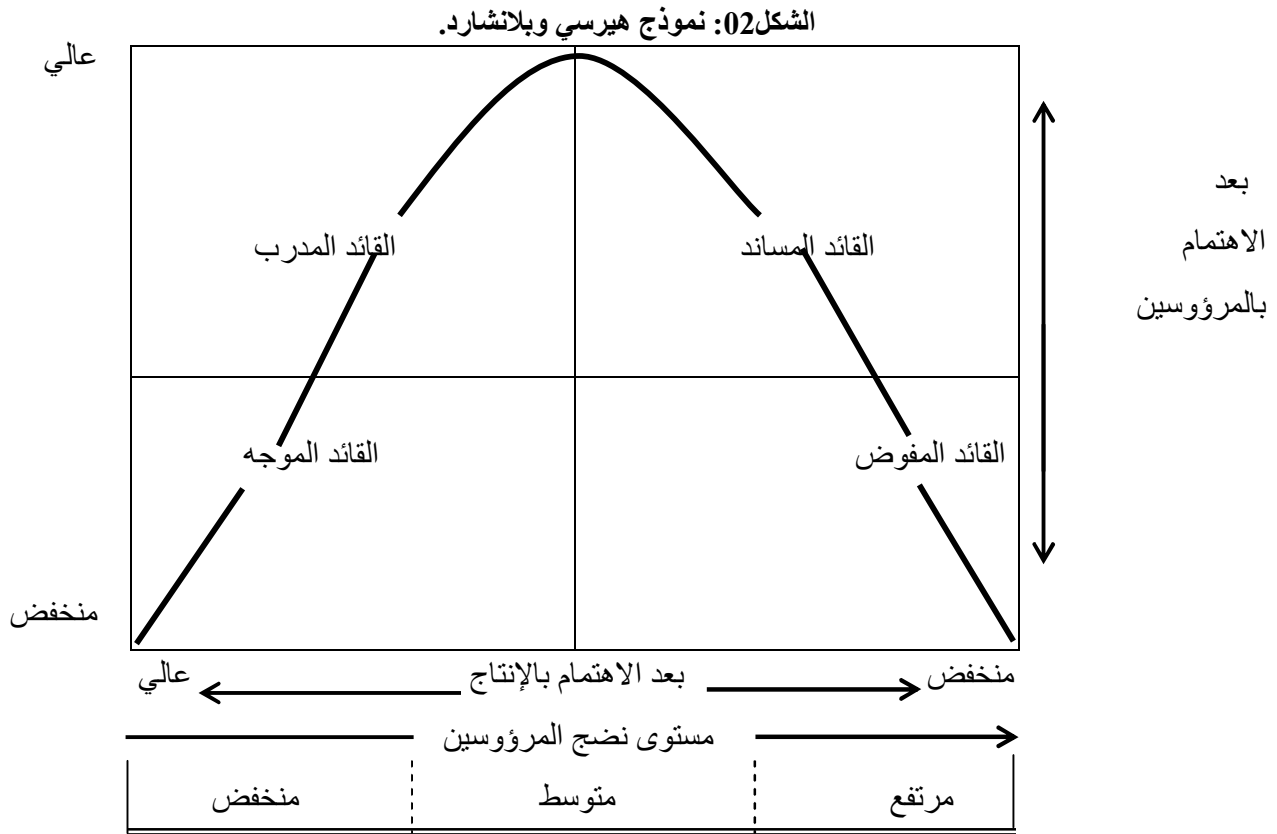 الشكل02: نموذج هيرسي وبلانشارد.
عالي
بعد
الاهتمام
بالمرؤوسين
القائد المساند
القائد المدرب
القائد المفوض
القائد الموجه
منخفض
منخفض
بعد الاهتمام بالإنتاج
عالي
مستوى نضج المرؤوسين
مرتفع
متوسط
منخفض